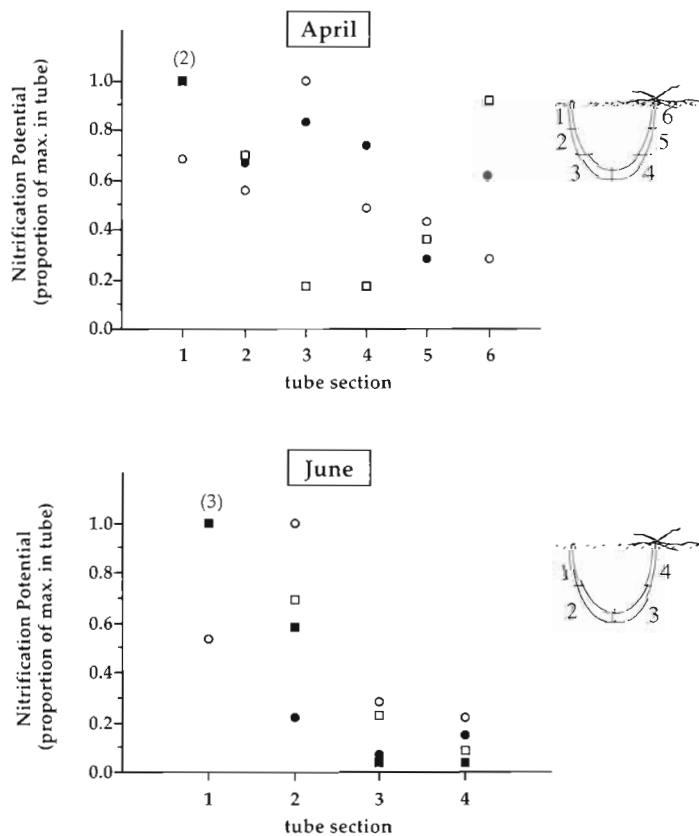 April
(2)
1.0
0.8
0.6
0.4
0.2
0.0
Nitrification Potential
(proportion of max. in tube)
1 2 3 4 5 6
tube section
1 6
2 5
3 4
June
(3)
1.0
0.8
0.6
0.4
0.2
0.0
Nitrification Potential
(proportion of max. in tube)
1 2 3 4
tube section
1 4
2 3